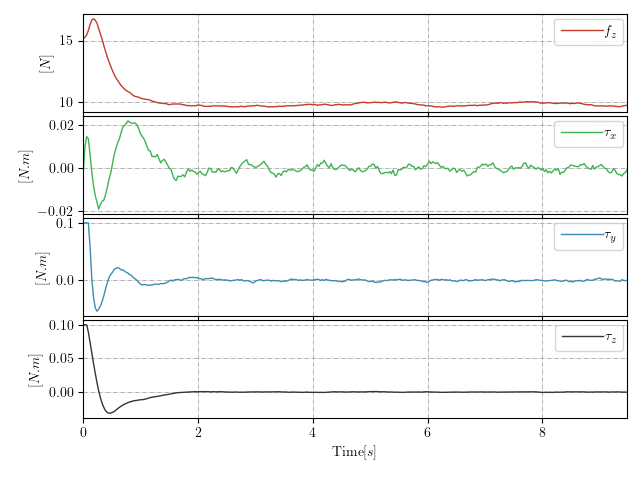 15
10
[N]
f_z
0.02
0.00
−0.02
[N.m]
τ_x
0.1
0.0
[N.m]
τ_y
0.10
0.05
0.00
[N.m]
τ_z
0 2 4 6 8
Time[s]